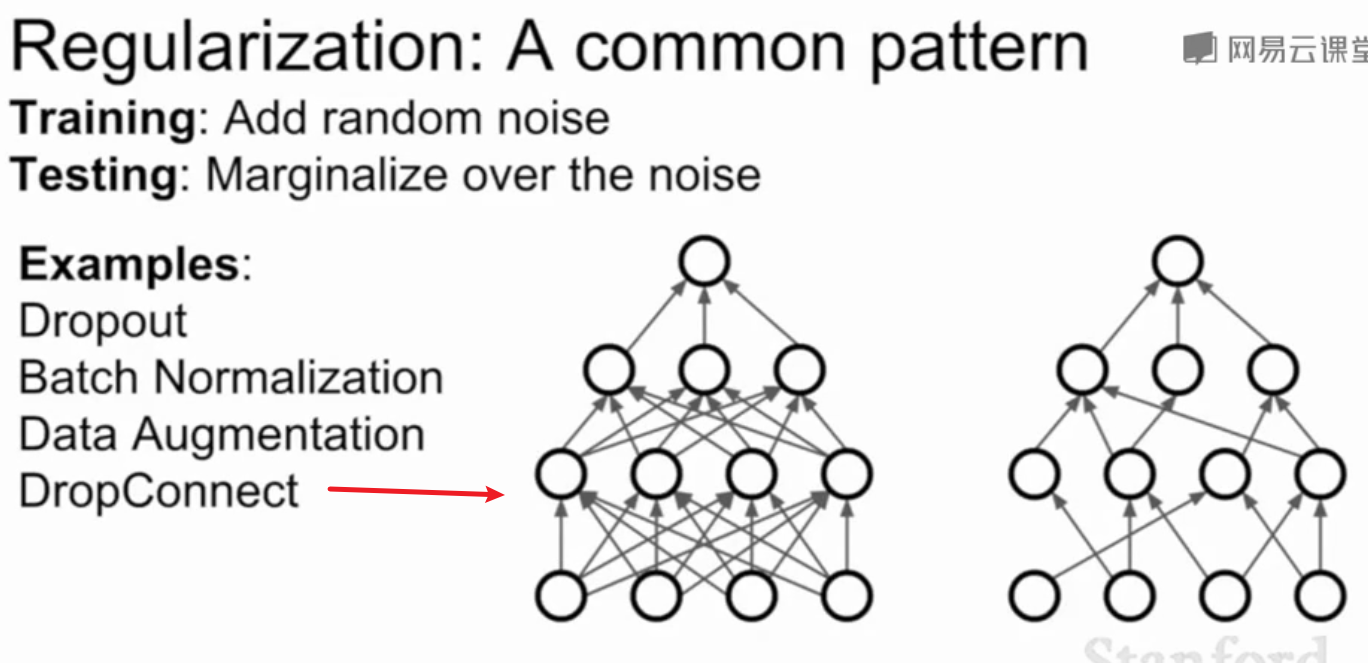 Regularization: A common pattern
网易云课堂
Training: Add random noise
Testing: Marginalize over the noise
Examples:
Dropout
Batch Normalization
Data Augmentation
DropConnect
Stanford